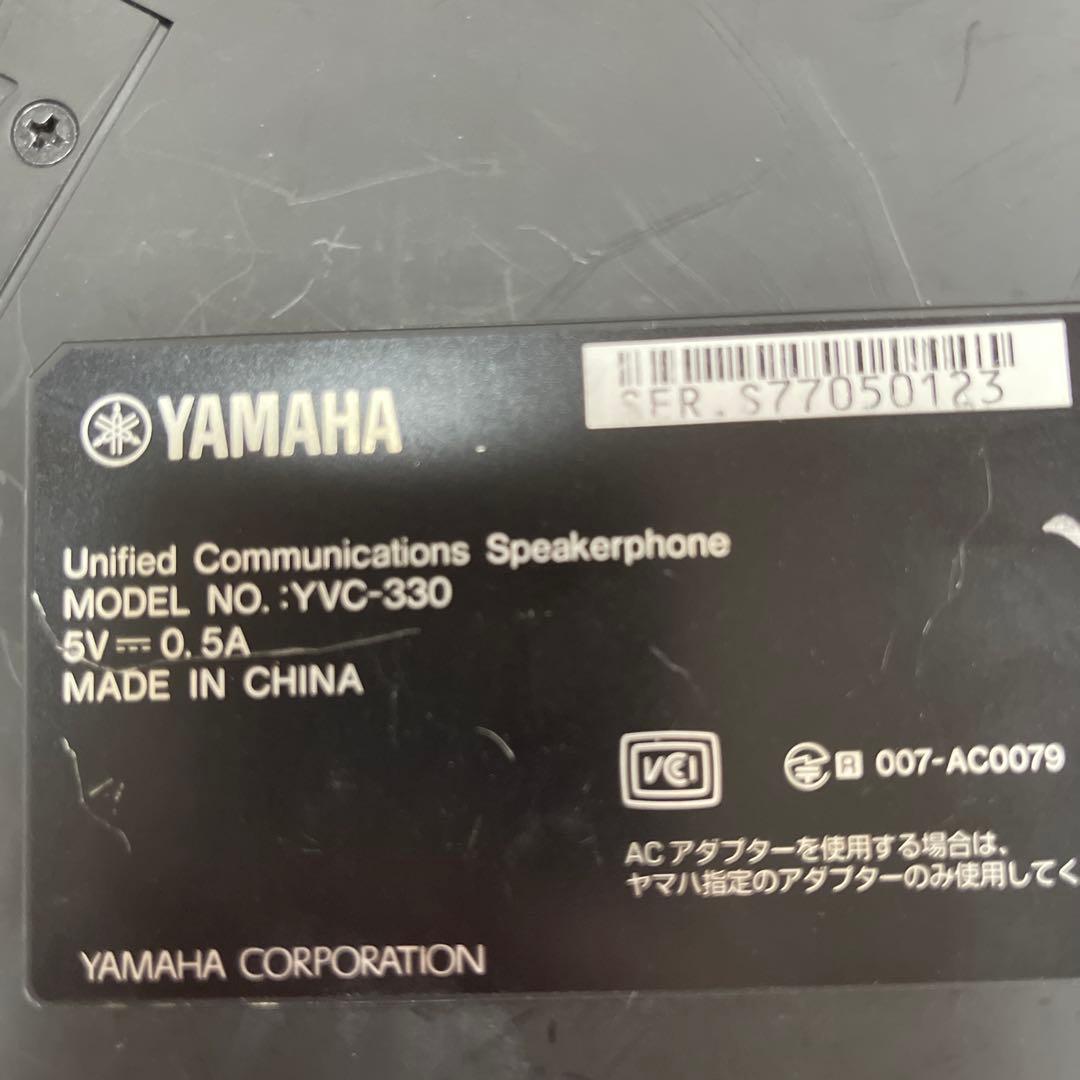 SER. S77050123
YAMAHA
Unified Communications Speakerphone
MODEL NO. :YVC-330
5V⎓0.5A
MADE IN CHINA
VCI
R 007-AC0079
ACアダプターを使用する場合は、
ヤマハ指定のアダプターのみ使用してく
YAMAHA CORPORATION